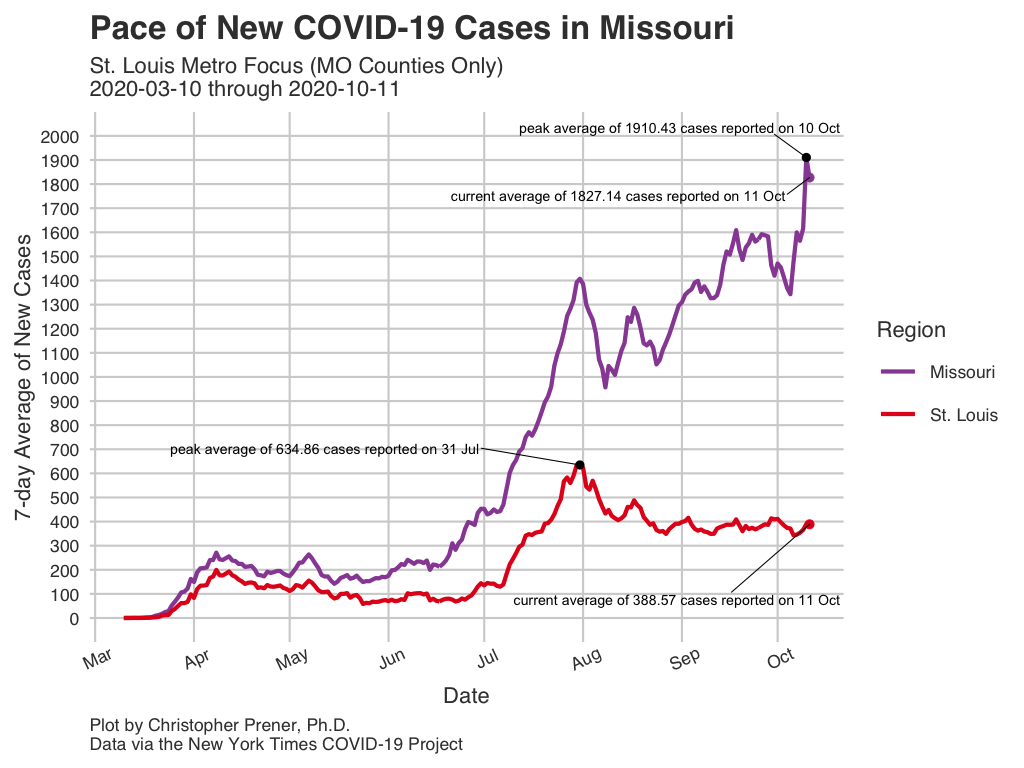 Pace of New COVID-19 Cases in Missouri
St. Louis Metro Focus (MO Counties Only)
2020-03-10 through 2020-10-11
7-day Average of New Cases
2000
1900
1800
1700
1600
1500
1400
1300
1200
1100
1000
900
800
700
600
500
400
300
200
100
0
peak average of 1910.43 cases reported on 10 Oct
current average of 1827.14 cases reported on 11 Oct
peak average of 634.86 cases reported on 31 Jul
current average of 388.57 cases reported on 11 Oct
Mar
Apr
May
Jun
Jul
Aug
Sep
Oct
Date
Region
Missouri
St. Louis
Plot by Christopher Prener, Ph.D.
Data via the New York Times COVID-19 Project